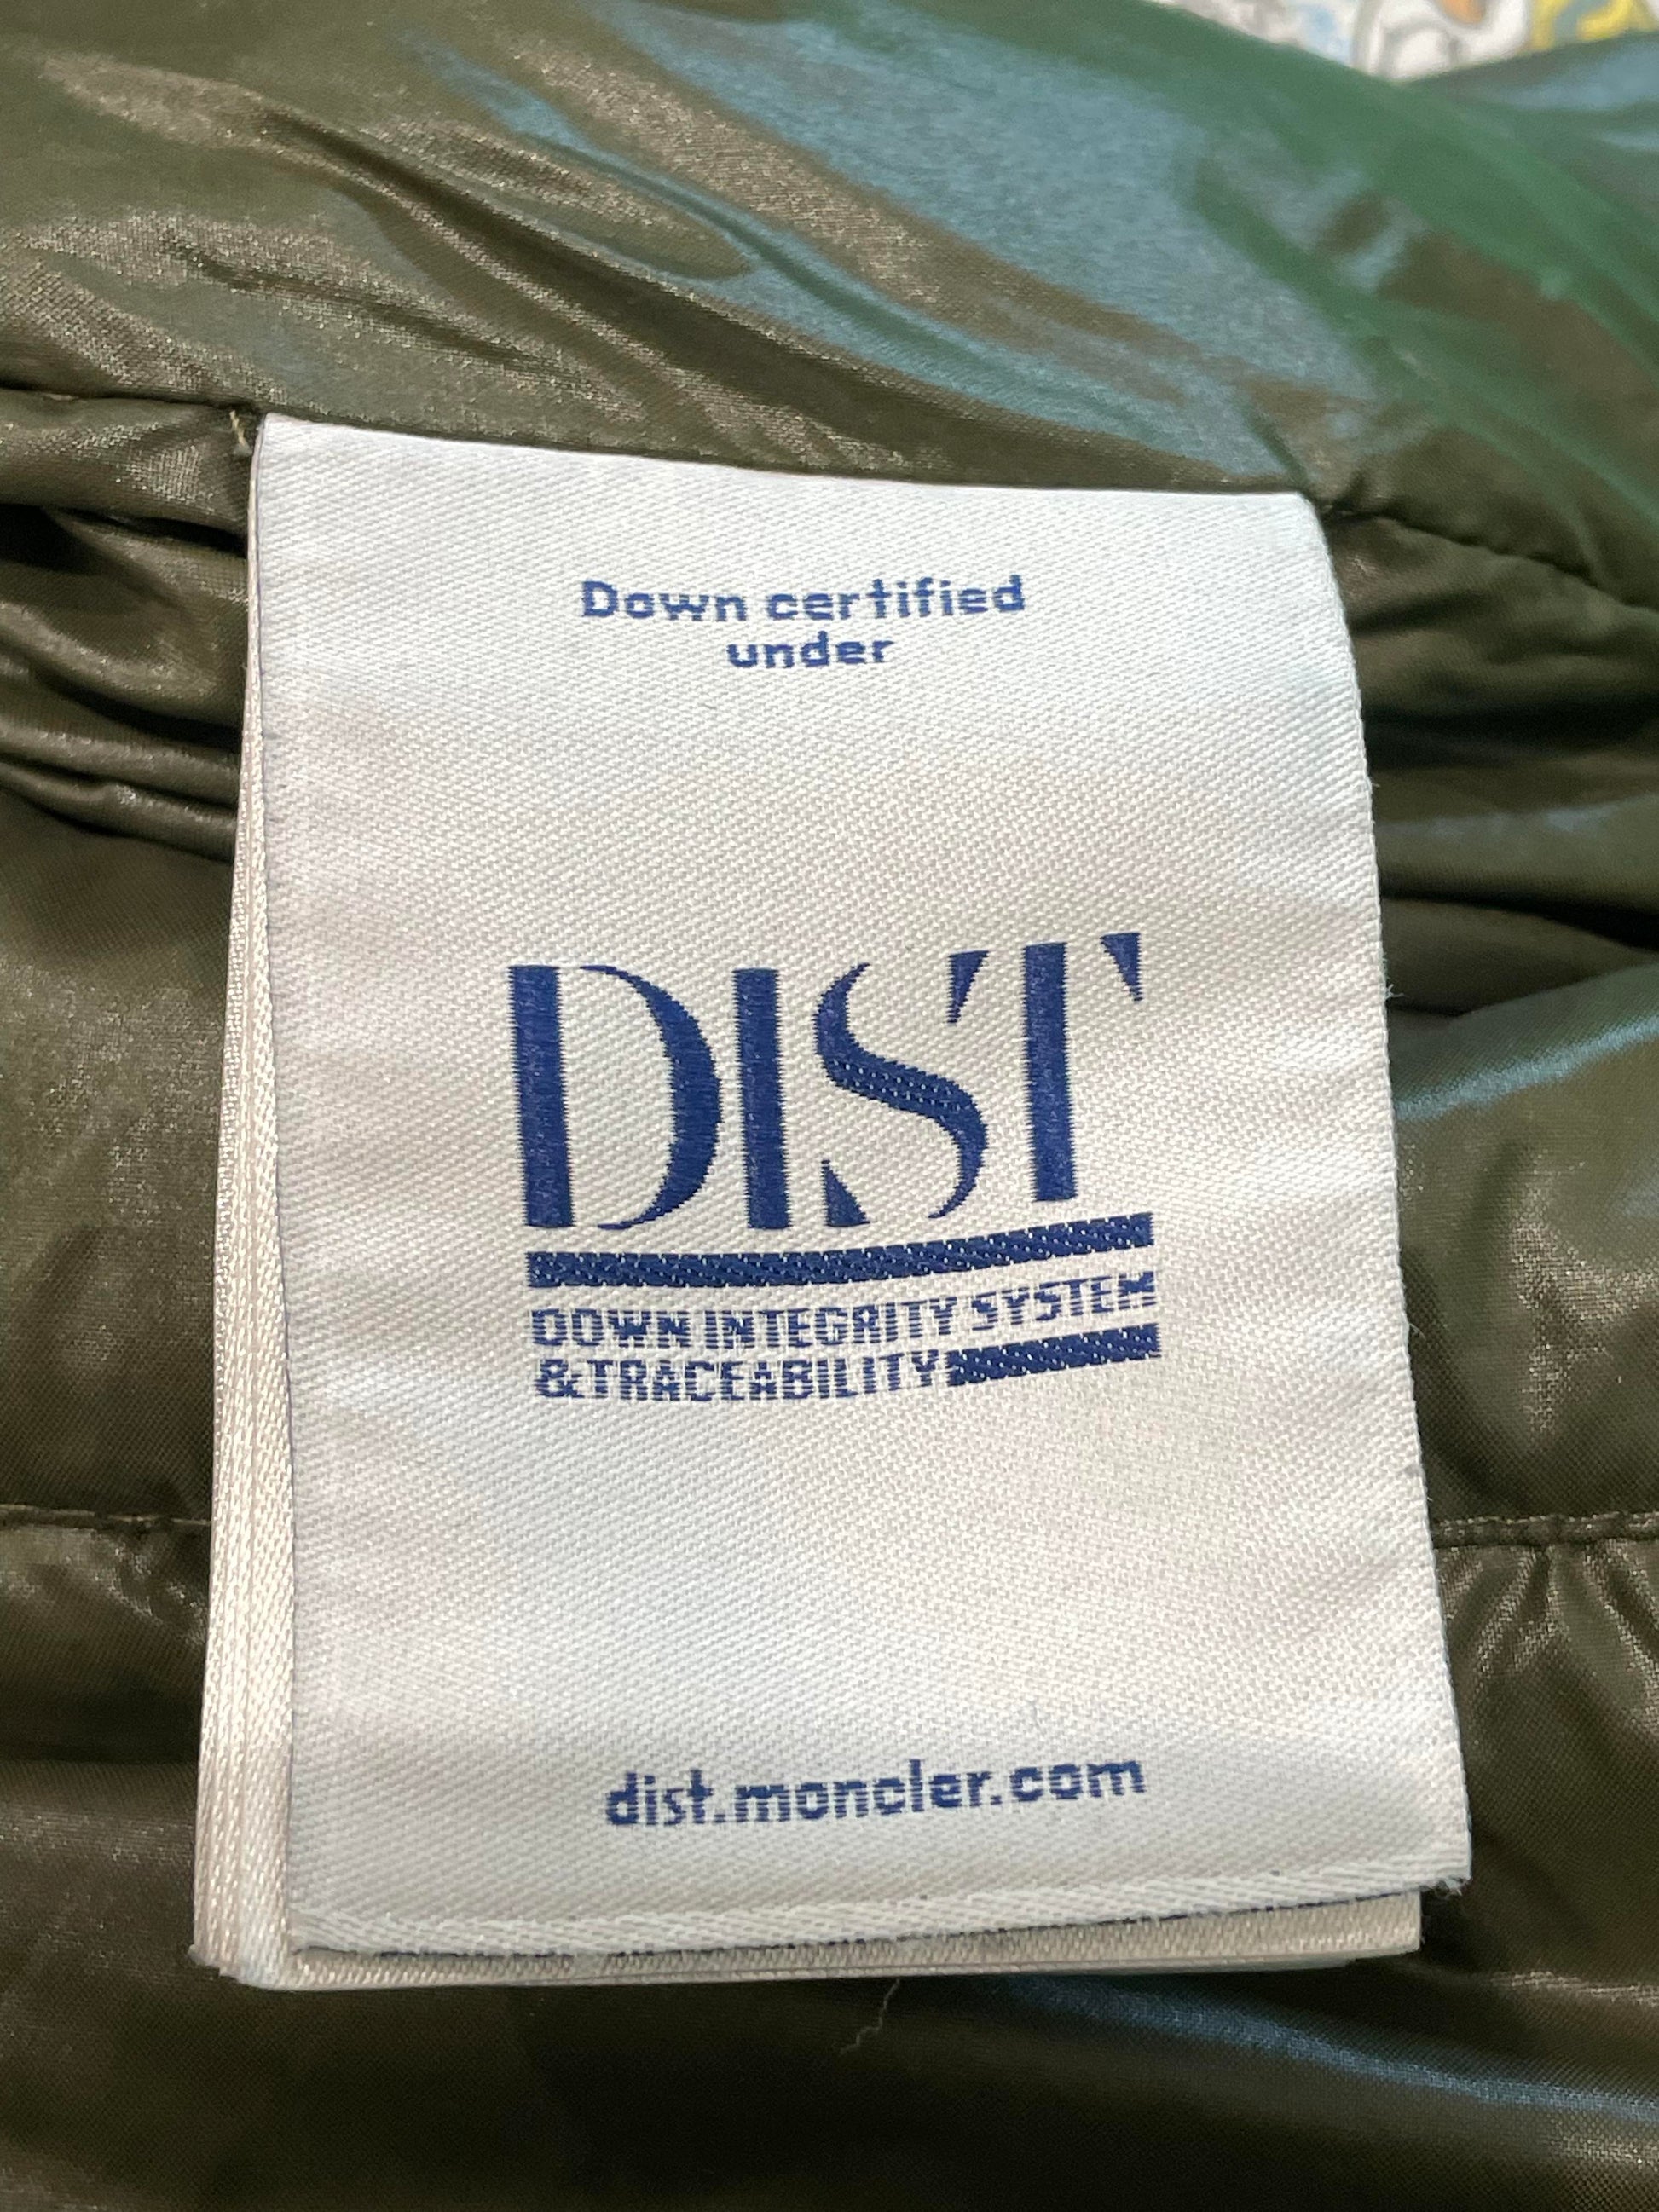 Down certified
under
DIST
DOWN INTEGRITY SYSTEM
&TRACEABILITY
dist.moncler.com